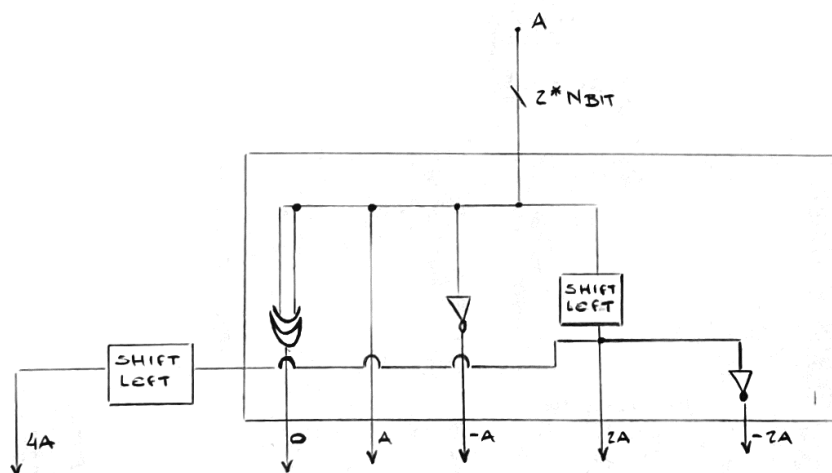 A
2* NBIT
SHIFT
LEFT
SHIFT
LEFT
4A
0
A
-A
2A
-2A